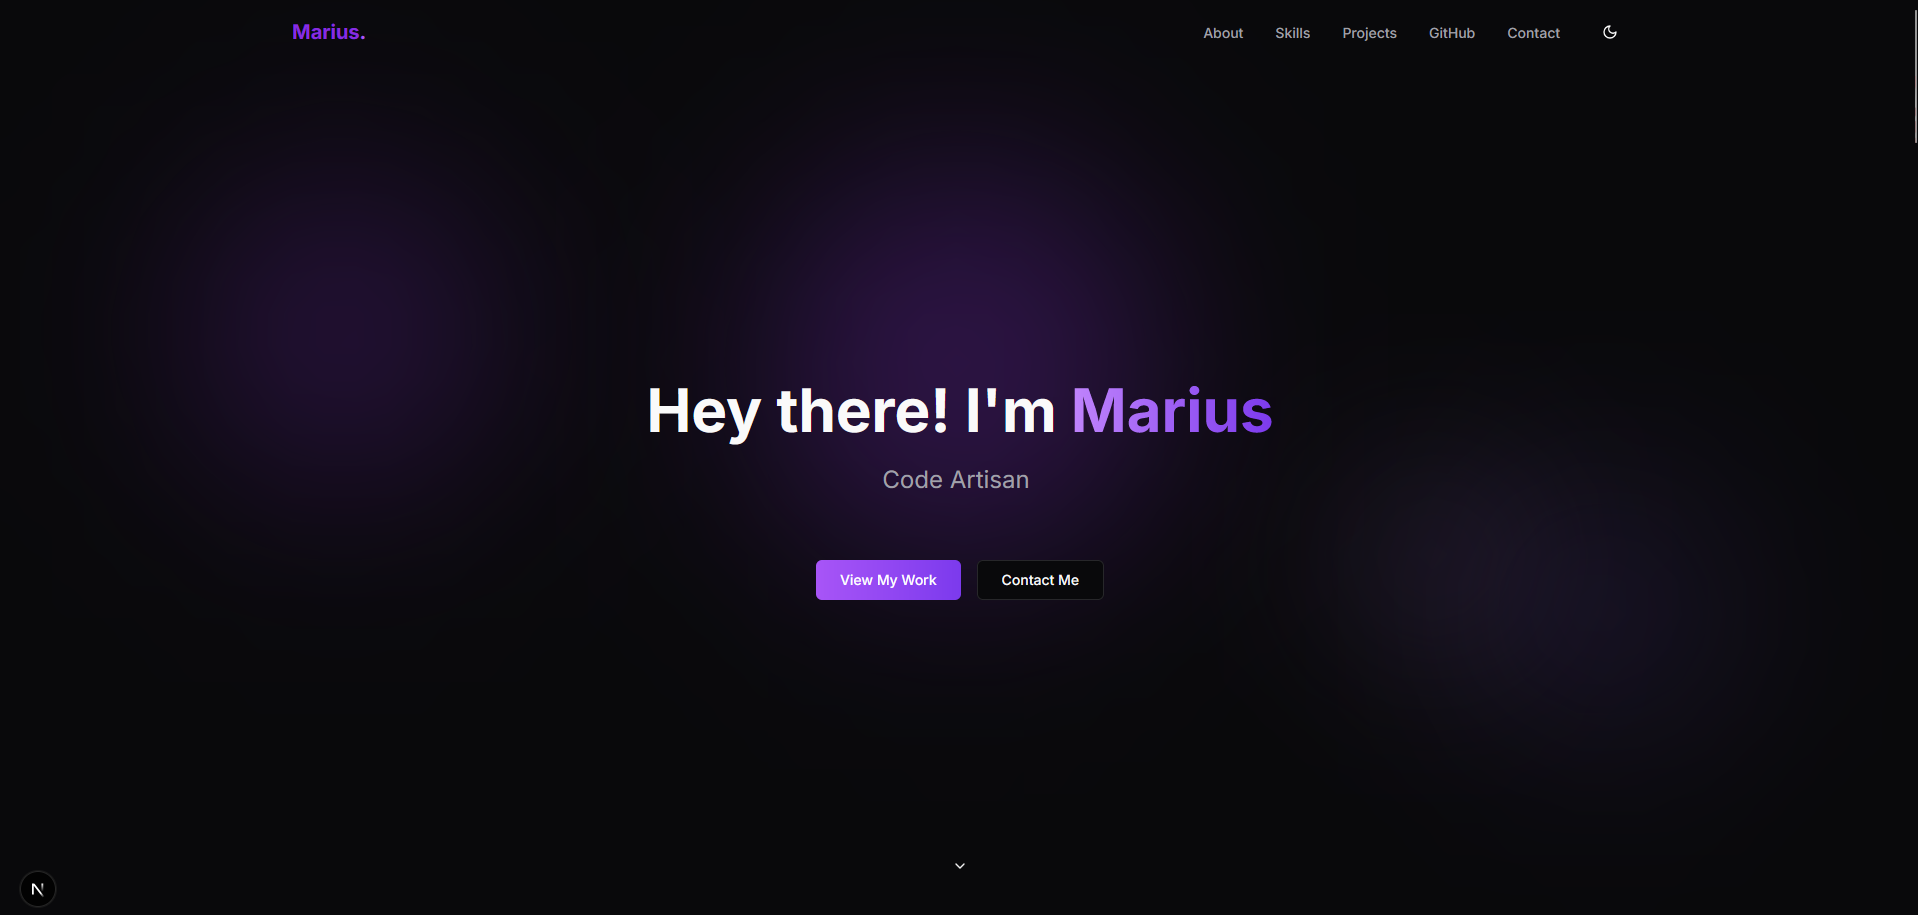 Marius.
About Skills Projects GitHub Contact
Hey there! I'm Marius
Code Artisan
View My Work Contact Me
N